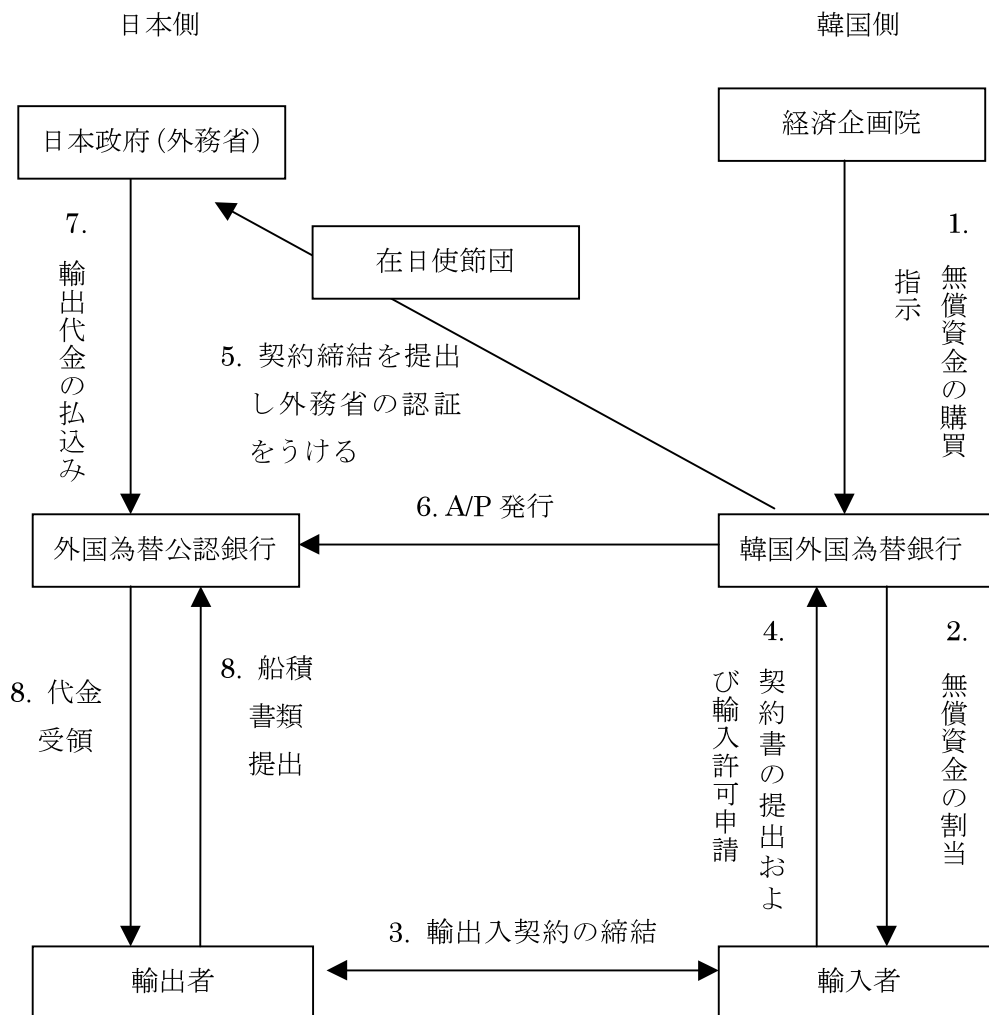 日本側
韓国側
日本政府(外務省)
経済企画院
在日使節団
7.
輸出代金の払込み
1.
無償資金の購買
指示
5. 契約締結を提出
し外務省の認証
をうける
6. A/P 発行
外国為替公認銀行
韓国外国為替銀行
8. 代金
受領
8. 船積
書類
提出
4.
契約書の提出およ
び輸入許可申請
2.
無償資金の割当
3. 輸出入契約の締結
輸出者
輸入者